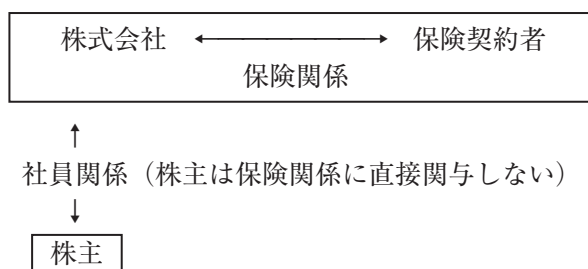 株式会社 ←→ 保険契約者
保険関係
↑
社員関係（株主は保険関係に直接関与しない）
↓
株主